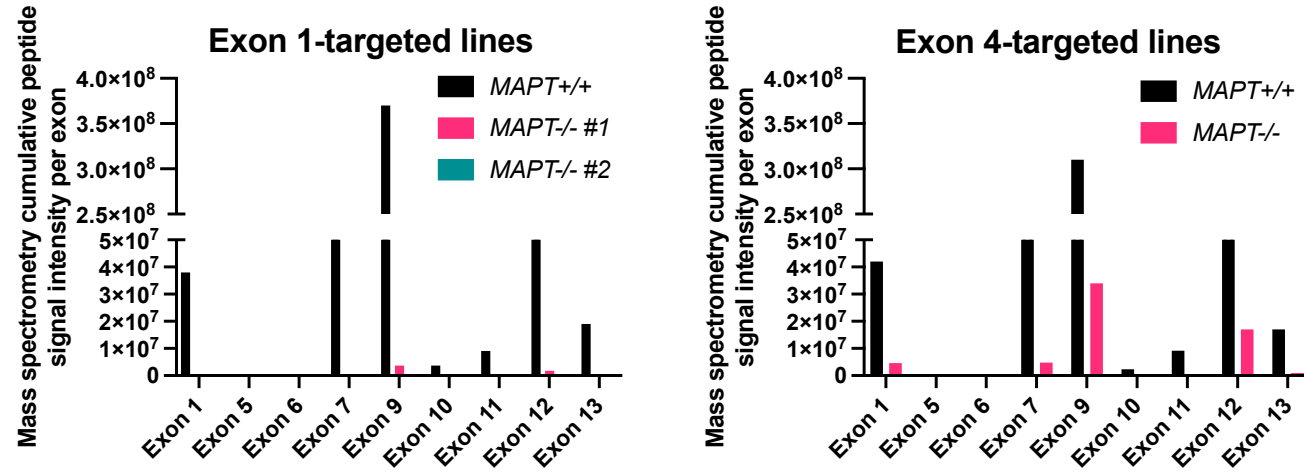 Mass spectrometry cumulative peptide
signal intensity per exon
Exon 1-targeted lines
4.0×10⁸
3.5×10⁸
3.0×10⁸
2.5×10⁸
5×10⁷
4×10⁷
3×10⁷
2×10⁷
1×10⁷
0
MAPT+/+
MAPT-/- #1
MAPT-/- #2
Exon 1
Exon 5
Exon 6
Exon 7
Exon 9
Exon 10
Exon 11
Exon 12
Exon 13
Mass spectrometry cumulative peptide
signal intensity per exon
Exon 4-targeted lines
4.0×10⁸
3.5×10⁸
3.0×10⁸
2.5×10⁸
5×10⁷
4×10⁷
3×10⁷
2×10⁷
1×10⁷
0
MAPT+/+
MAPT-/-
Exon 1
Exon 5
Exon 6
Exon 7
Exon 9
Exon 10
Exon 11
Exon 12
Exon 13